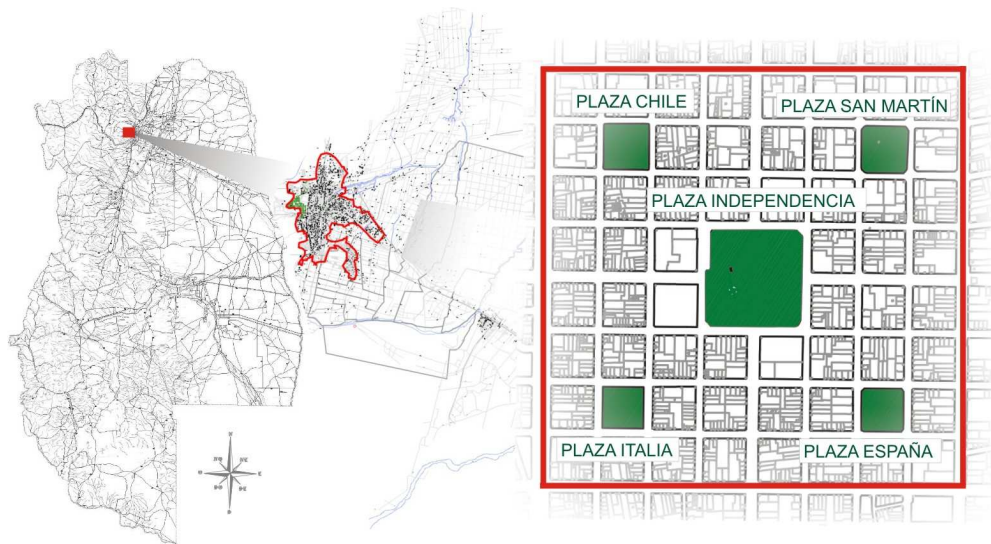 PLAZA CHILE
PLAZA SAN MARTÍN
PLAZA INDEPENDENCIA
PLAZA ITALIA
PLAZA ESPAÑA